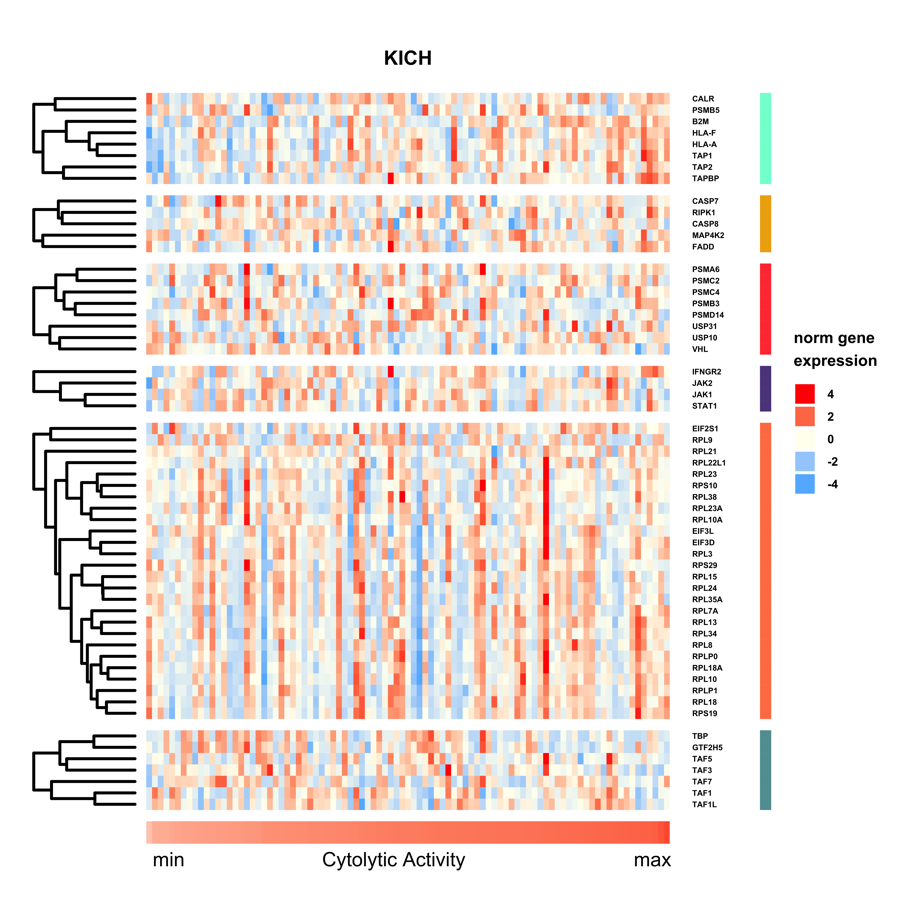 KICH
CALR
PSMB5
B2M
HLA-F
HLA-A
TAP1
TAP2
TAPBP
CASP7
RIPK1
CASP8
MAP4K2
FADD
PSMA6
PSMC2
PSMC4
PSMB3
PSMD14
USP31
USP10
VHL
IFNGR2
JAK2
JAK1
STAT1
EIF2S1
RPL9
RPL21
RPL22L1
RPL23
RPS10
RPL38
RPL23A
RPL10A
EIF3L
EIF3D
RPL3
RPS29
RPL15
RPL24
RPL35A
RPL7A
RPL13
RPL34
RPL8
RPLP0
RPL18A
RPL10
RPLP1
RPL18
RPS19
TBP
GTF2H5
TAF5
TAF3
TAF7
TAF1
TAF1L
norm gene
expression
4
2
0
-2
-4
min Cytolytic Activity max